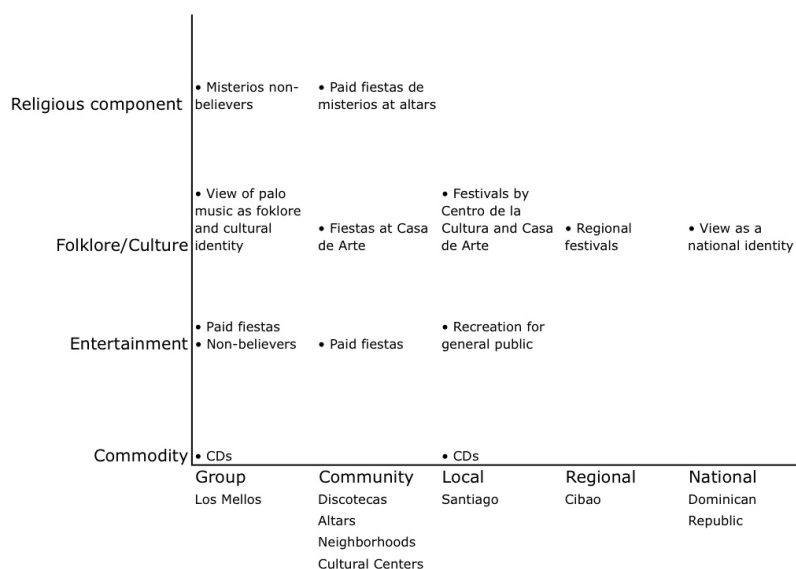 Religious component
• Misterios non-
believers
• Paid fiestas de
misterios at altars
Folklore/Culture
• View of palo
music as foklore
and cultural
identity
• Fiestas at Casa
de Arte
• Festivals by
Centro de la
Cultura and Casa
de Arte
• Regional
festivals
• View as a
national identity
Entertainment
• Paid fiestas
• Non-believers
• Paid fiestas
• Recreation for
general public
Commodity
• CDs
• CDs
Group
Los Mellos
Community
Discotecas
Altars
Neighborhoods
Cultural Centers
Local
Santiago
Regional
Cibao
National
Dominican
Republic